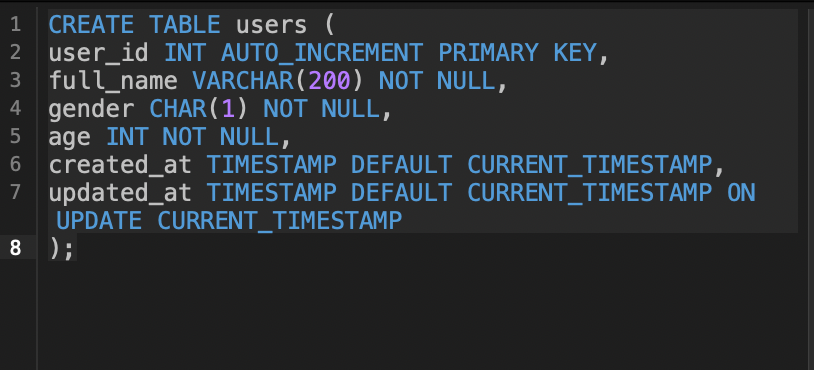 1 CREATE TABLE users (
2 user_id INT AUTO_INCREMENT PRIMARY KEY,
3 full_name VARCHAR(200) NOT NULL,
4 gender CHAR(1) NOT NULL,
5 age INT NOT NULL,
6 created_at TIMESTAMP DEFAULT CURRENT_TIMESTAMP,
7 updated_at TIMESTAMP DEFAULT CURRENT_TIMESTAMP ON
UPDATE CURRENT_TIMESTAMP
8 );